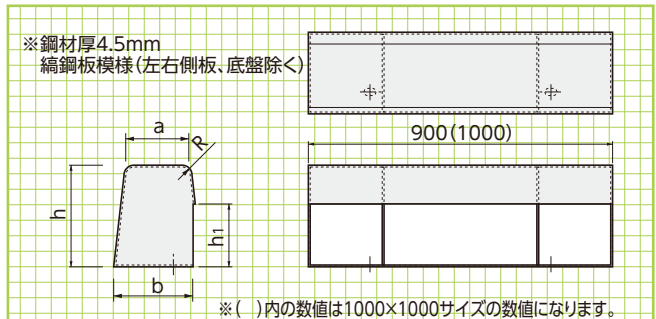 ※鋼材厚4.5mm
縞鋼板模様(左右側板、底盤除く)
900(1000)
a
R
h
h1
b
※( )内の数値は1000×1000サイズの数値になります。